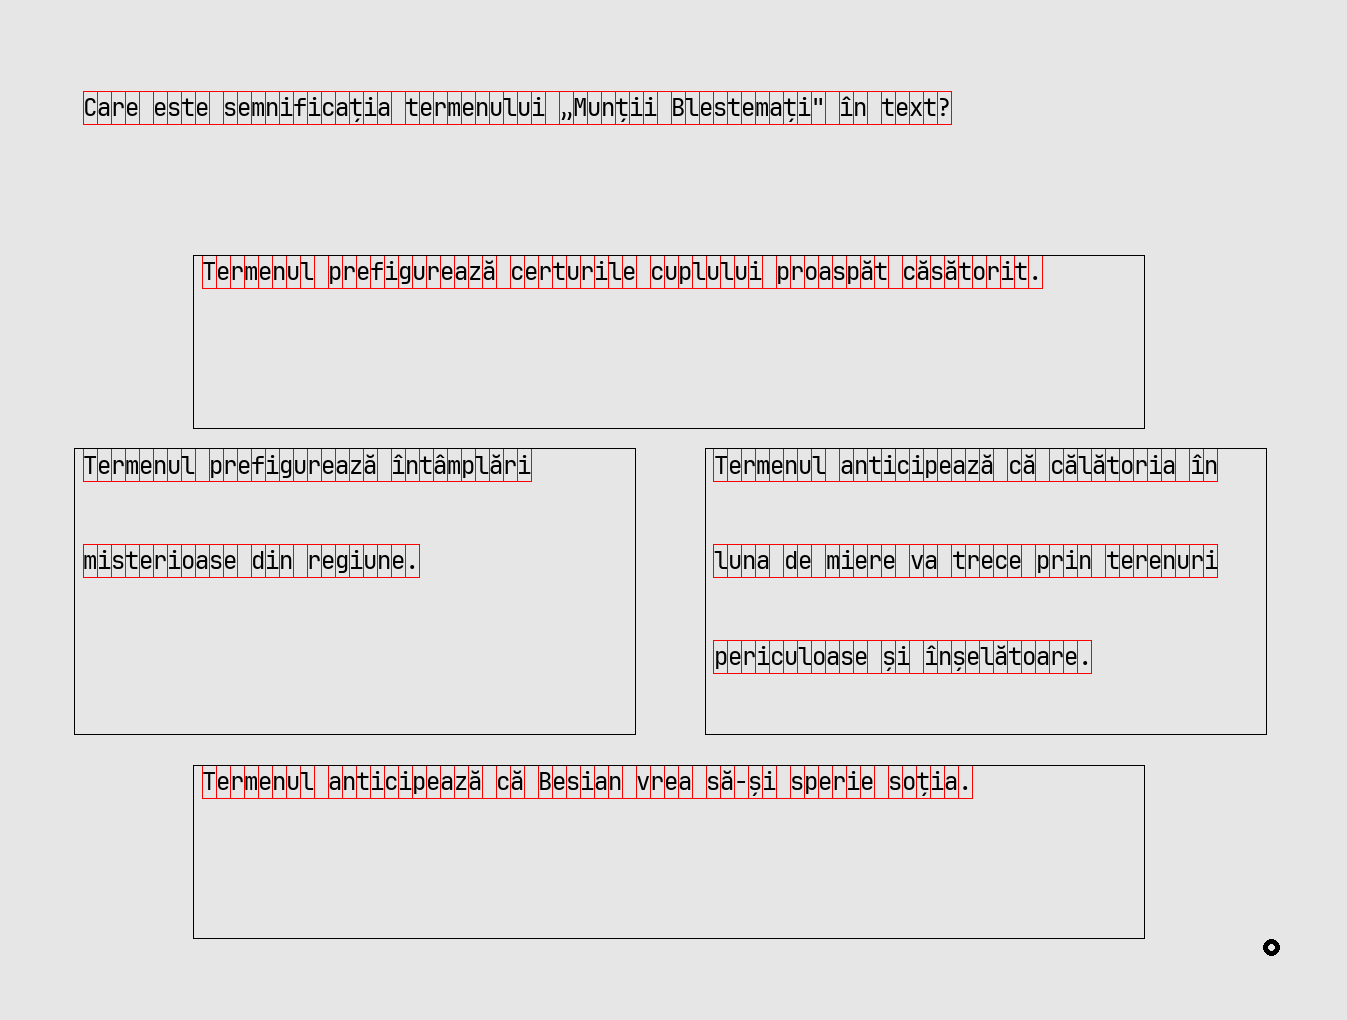 Care este semnificația termenului „Munții Blestemați" în text?
Termenul prefigurează certurile cuplului proaspăt căsătorit.
Termenul prefigurează întâmplări
misterioase din regiune.
Termenul anticipează că călătoria în
luna de miere va trece prin terenuri
periculoase și înșelătoare.
Termenul anticipează că Besian vrea să-și sperie soția.